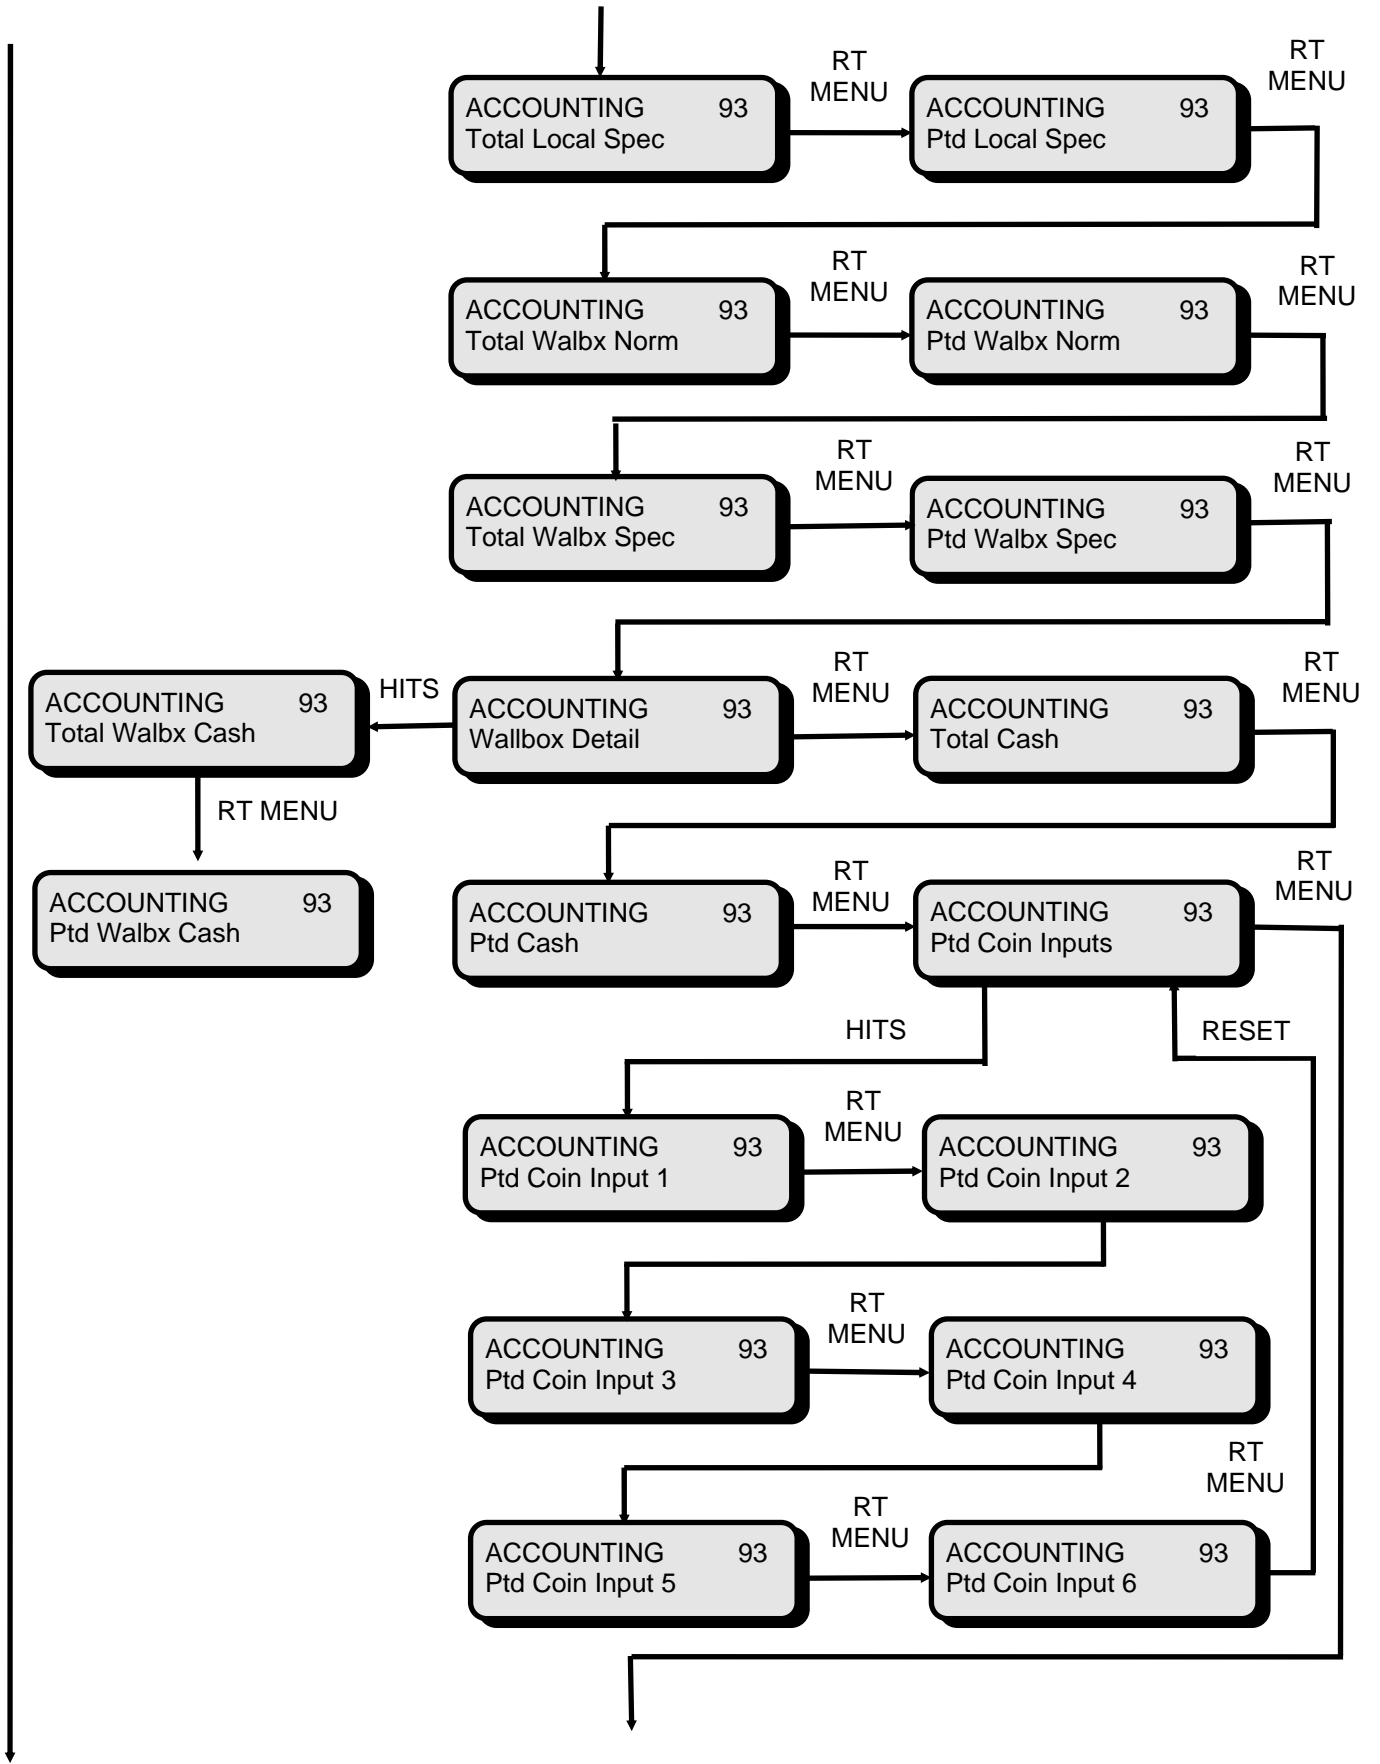 RT
MENU
RT
MENU
ACCOUNTING 93
Total Local Spec
ACCOUNTING 93
Ptd Local Spec
RT
MENU
RT
MENU
ACCOUNTING 93
Total Walbx Norm
ACCOUNTING 93
Ptd Walbx Norm
RT
MENU
RT
MENU
ACCOUNTING 93
Total Walbx Spec
ACCOUNTING 93
Ptd Walbx Spec
RT
MENU
RT
MENU
ACCOUNTING 93
Total Walbx Cash
HITS
ACCOUNTING 93
Wallbox Detail
ACCOUNTING 93
Total Cash
RT MENU
RT
MENU
RT
MENU
ACCOUNTING 93
Ptd Walbx Cash
ACCOUNTING 93
Ptd Cash
ACCOUNTING 93
Ptd Coin Inputs
HITS
RESET
RT
MENU
ACCOUNTING 93
Ptd Coin Input 1
ACCOUNTING 93
Ptd Coin Input 2
RT
MENU
ACCOUNTING 93
Ptd Coin Input 3
ACCOUNTING 93
Ptd Coin Input 4
RT
MENU
RT
MENU
ACCOUNTING 93
Ptd Coin Input 5
ACCOUNTING 93
Ptd Coin Input 6